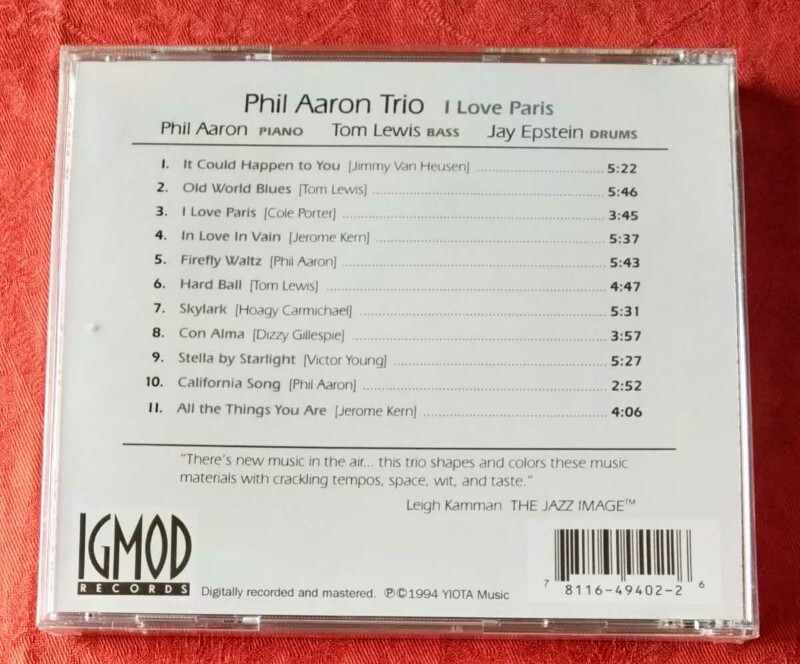 Phil Aaron Trio I Love Paris
Phil Aaron PIANO Tom Lewis BASS Jay Epstein DRUMS
1. It Could Happen to You [Jimmy Van Heusen] 5:22
2. Old World Blues [Tom Lewis] 5:46
3. I Love Paris [Cole Porter] 3:45
4. In Love In Vain [Jerome Kern] 5:37
5. Firefly Waltz [Phil Aaron] 5:43
6. Hard Ball [Tom Lewis] 4:47
7. Skylark [Hoagy Carmichael] 5:31
8. Con Alma [Dizzy Gillespie] 3:57
9. Stella by Starlight [Victor Young] 5:27
10. California Song [Phil Aaron] 2:52
11. All the Things You Are [Jerome Kern] 4:06
"There's new music in the air... this trio shapes and colors these music
materials with crackling tempos, space, wit, and taste."
Leigh Kamman THE JAZZ IMAGE™
IGMOD
RECORDS
Digitally recorded and mastered. ℗©1994 YIOTA Music
7 8116-49402-2 6